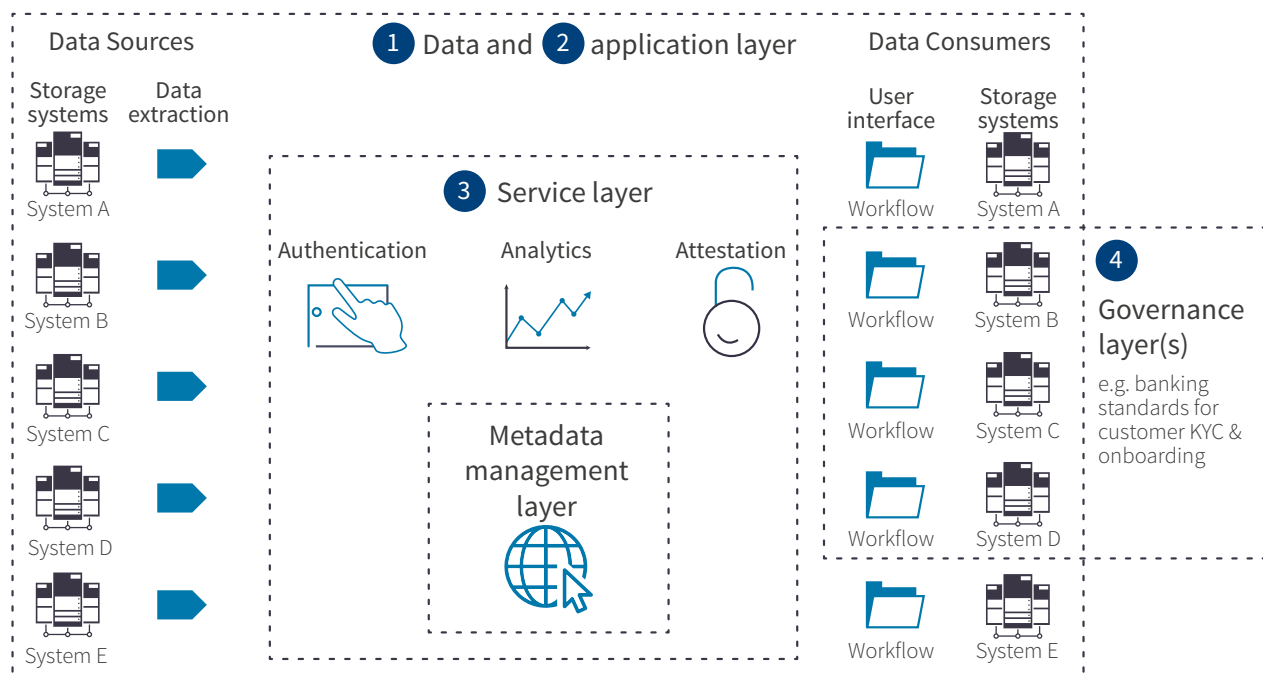 Data Sources
1 Data and 2 application layer
Data Consumers
Storage
systems
Data
extraction
User
interface
Storage
systems
System A
System B
System C
System D
System E
3 Service layer
Authentication
Analytics
Attestation
Metadata
management
layer
Workflow
System A
Workflow
System B
Workflow
System C
Workflow
System D
Workflow
System E
4
Governance
layer(s)
e.g. banking
standards for
customer KYC &
onboarding